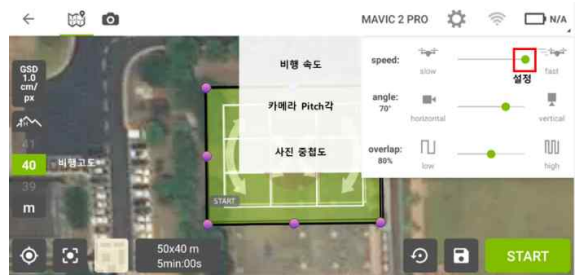 MAVIC 2 PRO
N/A
GSD
1.0
cm/
px
41
40
39
m
비행고도
비행 속도
카메라 Pitch각
사진 중첩도
speed:
slow
fast
설정
angle:
70°
horizontal
vertical
overlap:
80%
low
high
START
50x40 m
5min:00s
START